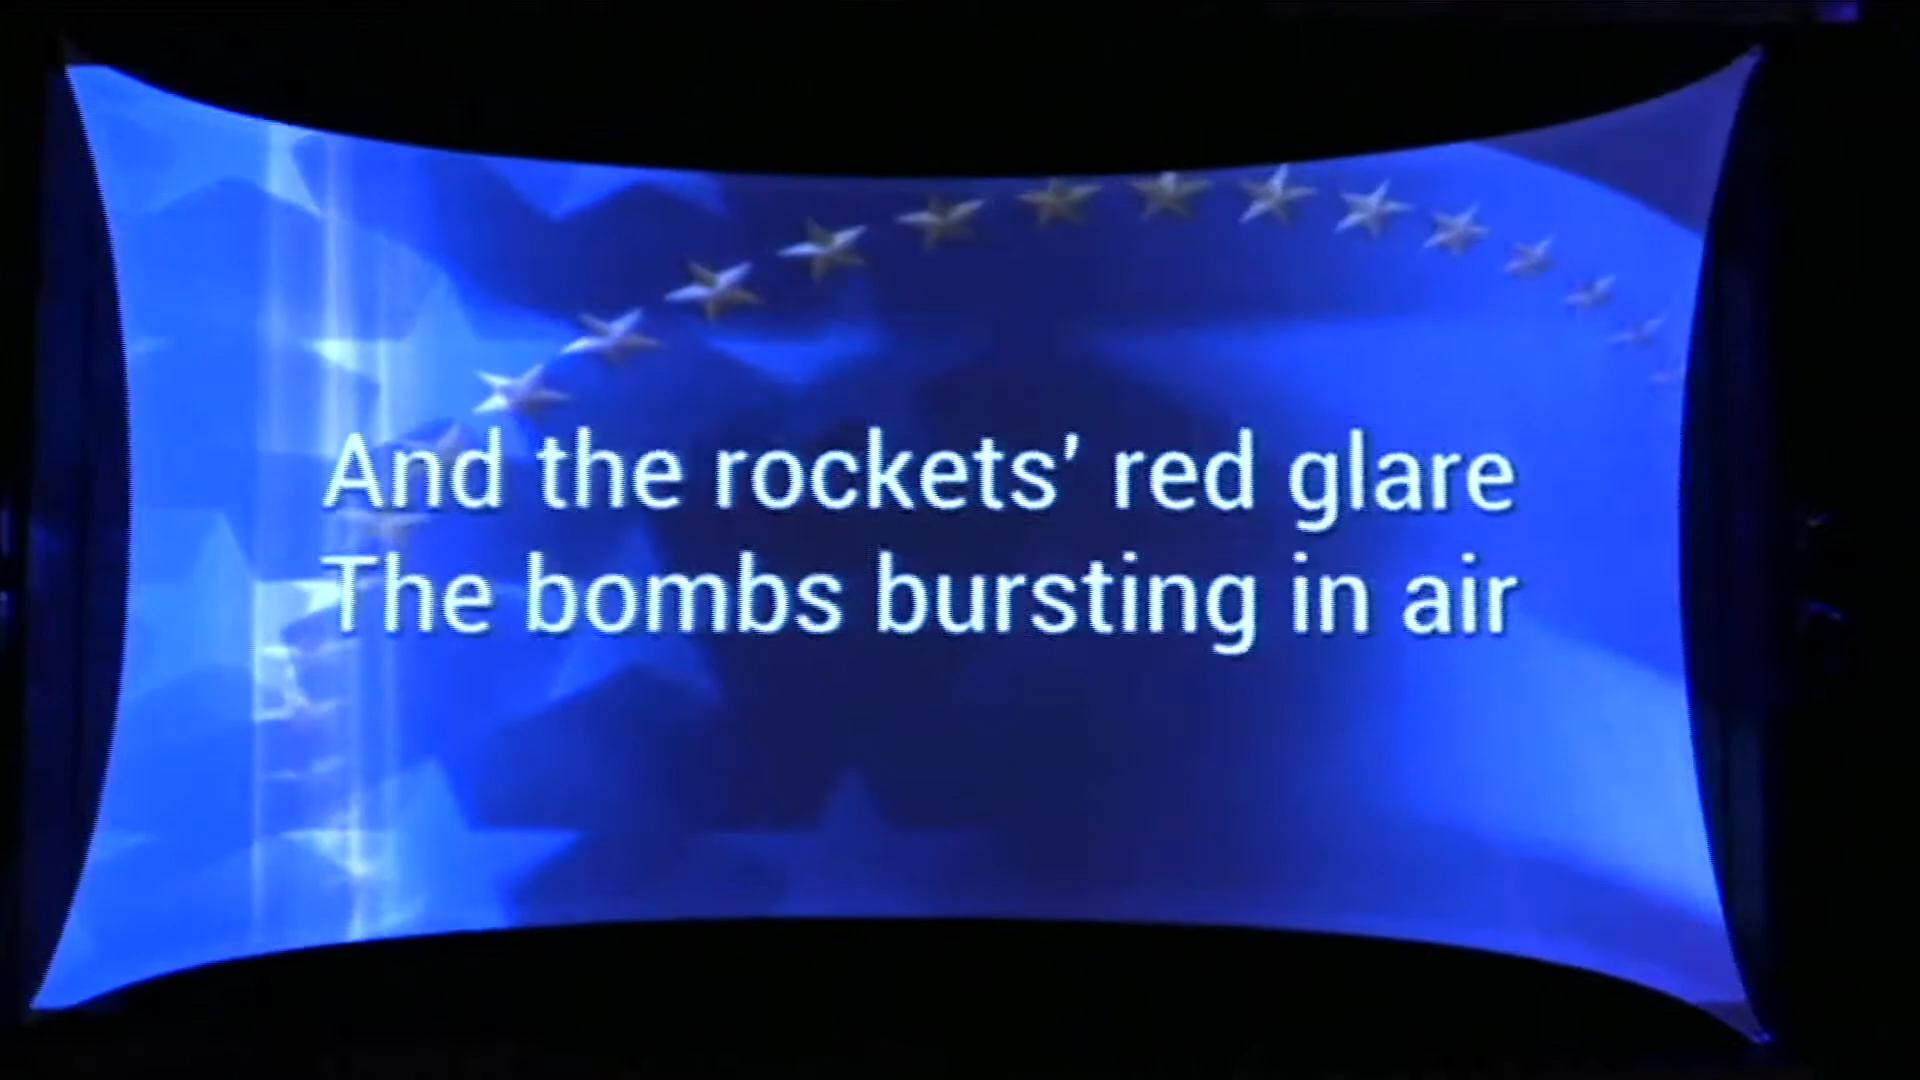 And the rockets' red glare
The bombs bursting in air